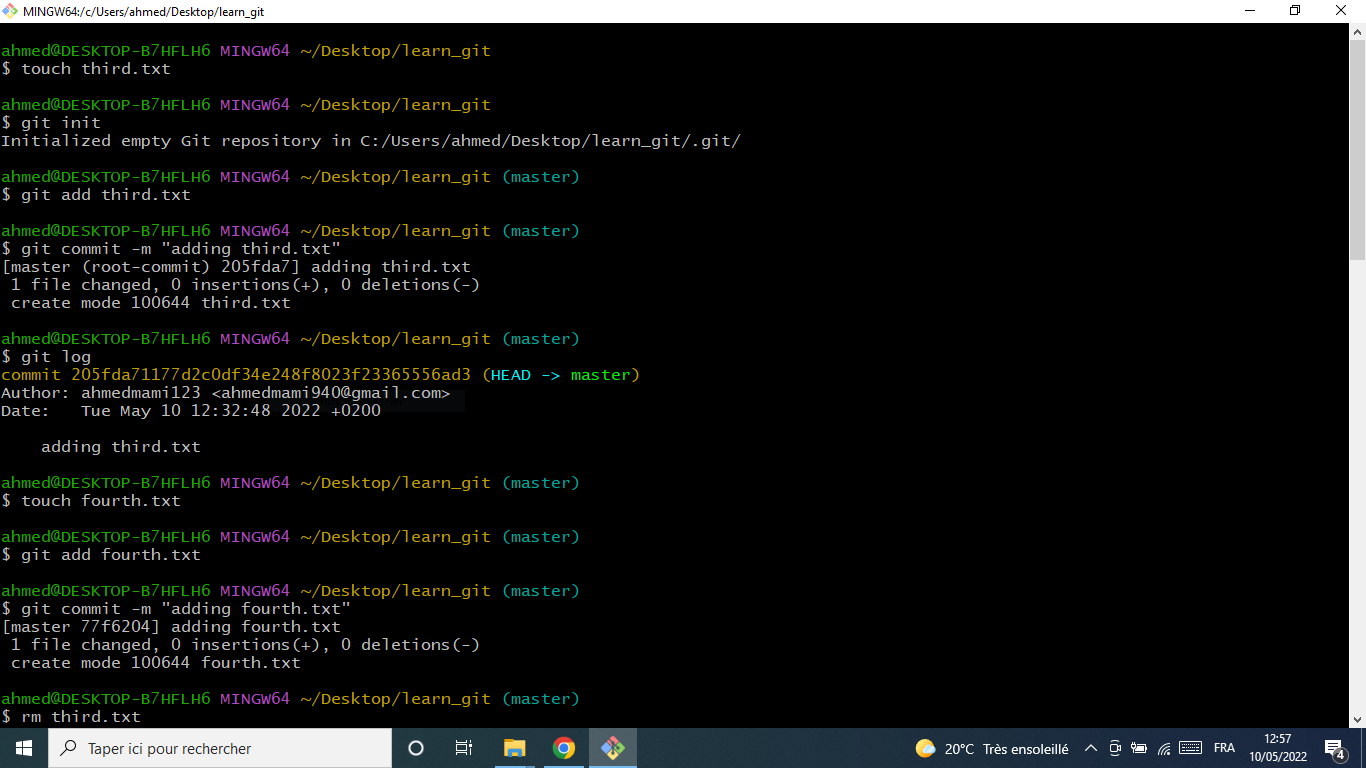 MINGW64:/c/Users/ahmed/Desktop/learn_git
ahmed@DESKTOP-B7HFLH6 MINGW64 ~/Desktop/learn_git
$ touch third.txt
ahmed@DESKTOP-B7HFLH6 MINGW64 ~/Desktop/learn_git
$ git init
Initialized empty Git repository in C:/Users/ahmed/Desktop/learn_git/.git/
ahmed@DESKTOP-B7HFLH6 MINGW64 ~/Desktop/learn_git (master)
$ git add third.txt
ahmed@DESKTOP-B7HFLH6 MINGW64 ~/Desktop/learn_git (master)
$ git commit -m "adding third.txt"
[master (root-commit) 205fda7] adding third.txt
 1 file changed, 0 insertions(+), 0 deletions(-)
 create mode 100644 third.txt
ahmed@DESKTOP-B7HFLH6 MINGW64 ~/Desktop/learn_git (master)
$ git log
commit 205fda71177d2c0df34e248f8023f23365556ad3 (HEAD -> master)
Author: ahmedmami123 <ahmedmami940@gmail.com>
Date:   Tue May 10 12:32:48 2022 +0200
    adding third.txt
ahmed@DESKTOP-B7HFLH6 MINGW64 ~/Desktop/learn_git (master)
$ touch fourth.txt
ahmed@DESKTOP-B7HFLH6 MINGW64 ~/Desktop/learn_git (master)
$ git add fourth.txt
ahmed@DESKTOP-B7HFLH6 MINGW64 ~/Desktop/learn_git (master)
$ git commit -m "adding fourth.txt"
[master 77f6204] adding fourth.txt
 1 file changed, 0 insertions(+), 0 deletions(-)
 create mode 100644 fourth.txt
ahmed@DESKTOP-B7HFLH6 MINGW64 ~/Desktop/learn_git (master)
$ rm third.txt
Taper ici pour rechercher
20°C Très ensoleillé
FRA
12:57
10/05/2022
4